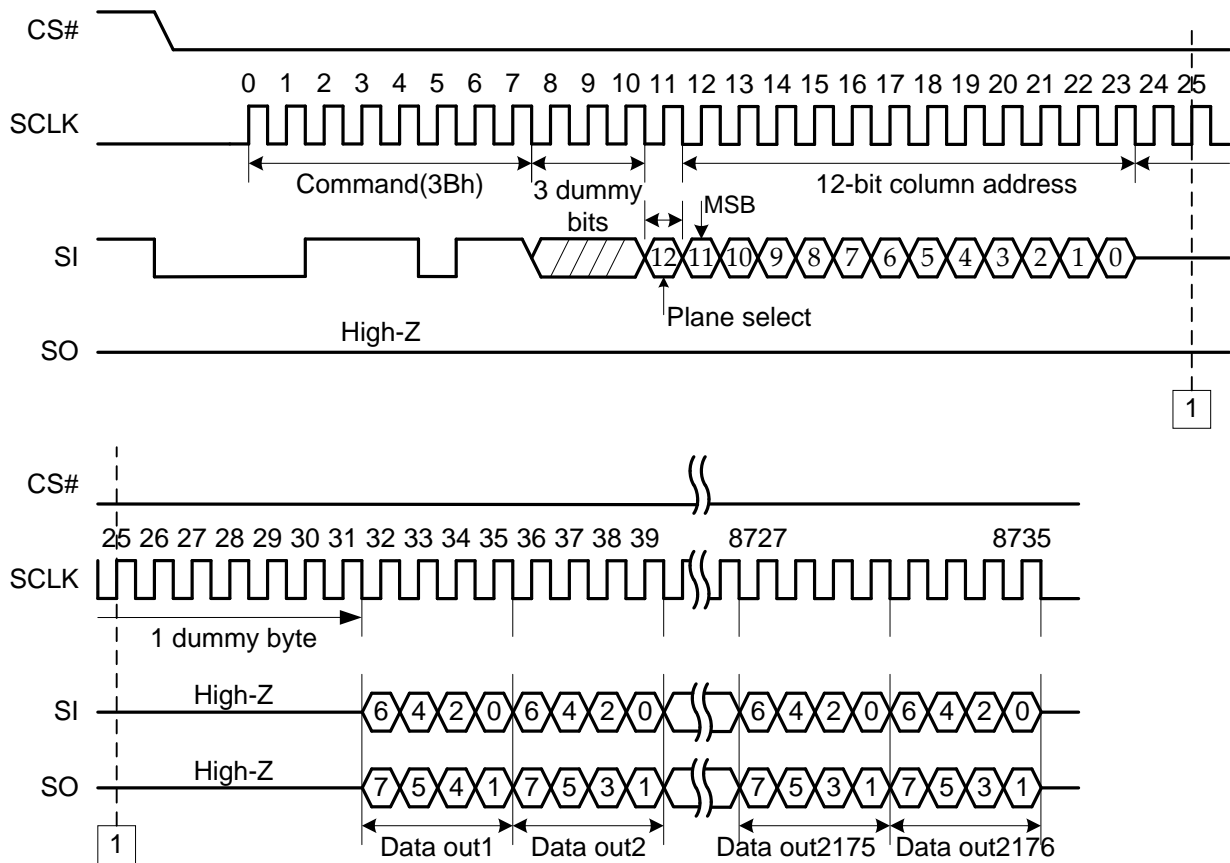 CS#
0 1 2 3 4 5 6 7 8 9 10 11 12 13 14 15 16 17 18 19 20 21 22 23 24 25
SCLK
Command(3Bh)
3 dummy
bits
12-bit column address
MSB
SI
12 11 10 9 8 7 6 5 4 3 2 1 0
Plane select
High-Z
SO
1
CS#
25 26 27 28 29 30 31 32 33 34 35 36 37 38 39 8727 8735
SCLK
1 dummy byte
High-Z
SI
6 4 2 0 6 4 2 0 6 4 2 0 6 4 2 0
High-Z
SO
7 5 4 1 7 5 3 1 7 5 3 1 7 5 3 1
1
Data out1 Data out2 Data out2175 Data out2176